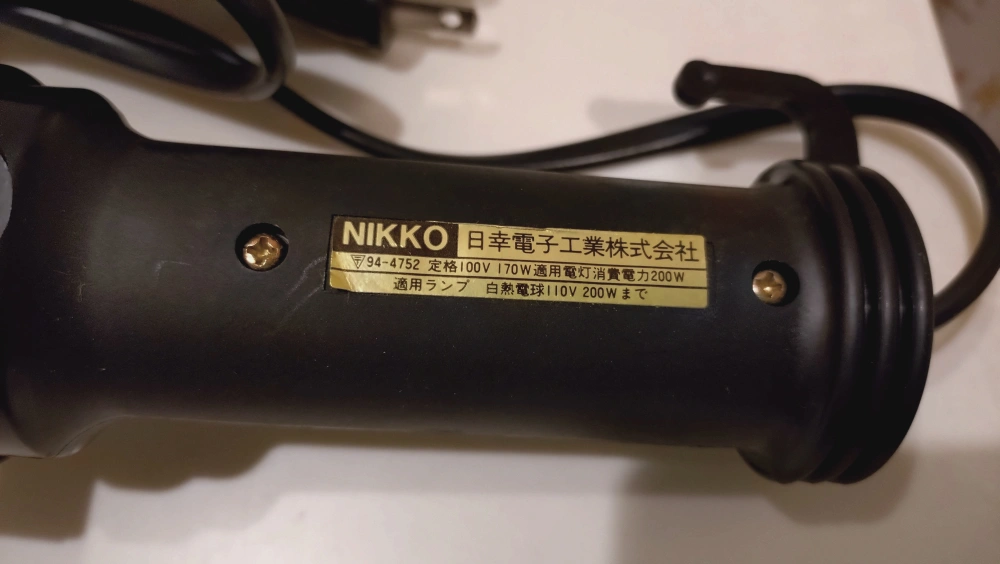 NIKKO 日幸電子工業株式会社
94-4752 定格100V 170W適用電灯消費電力200W
適用ランプ 白熱電球110V 200Wまで